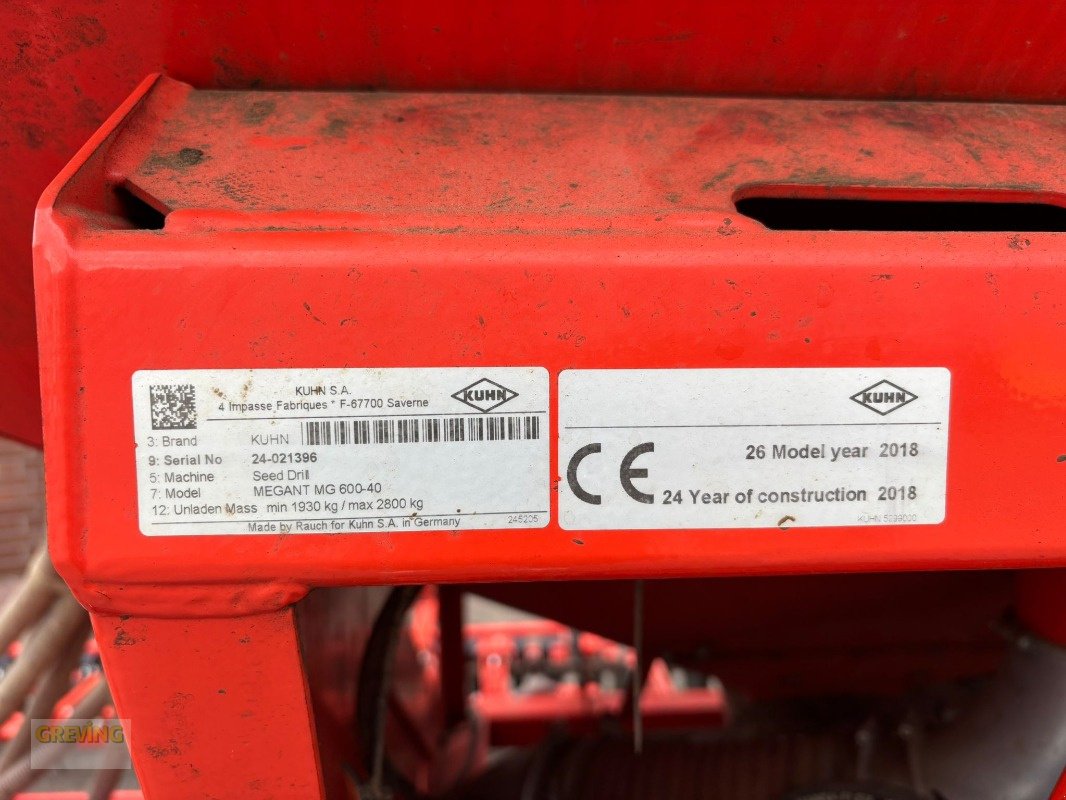 KUHN S.A.
4 Impasse Fabriques * F-67700 Saverne
KUHN
3: Brand KUHN
9: Serial No 24-021396
5: Machine Seed Drill
7: Model MEGANT MG 600-40
12: Unladen Mass min 1930 kg / max 2800 kg
Made by Rauch for Kuhn S.A. in Germany 245205
KUHN
CE
26 Model year 2018
24 Year of construction 2018
KUHN 5299000
GREVING